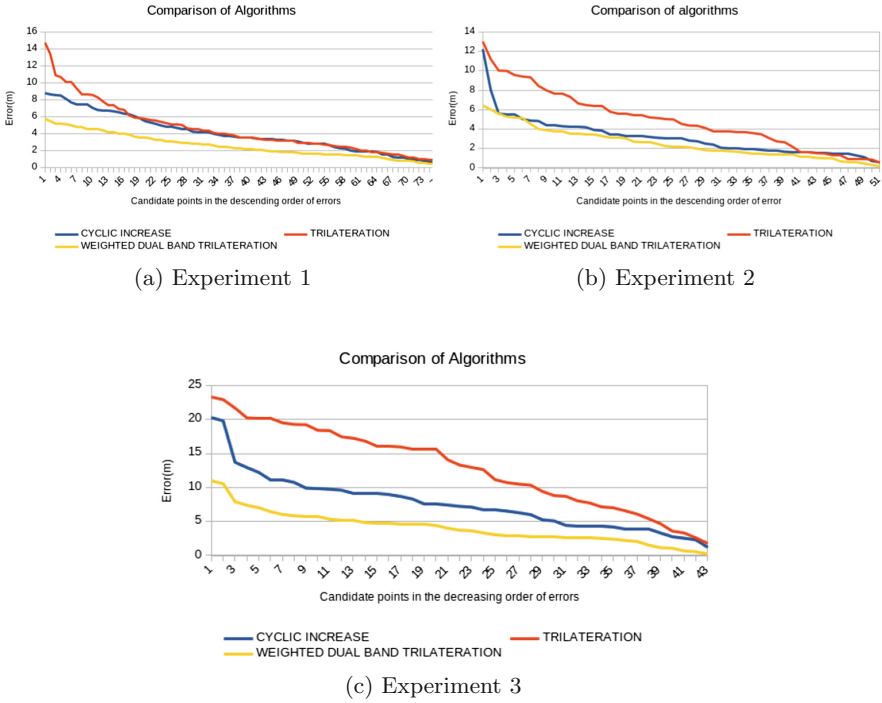 Comparison of Algorithms
16
14
12
10
8
6
4
2
0
Error(m)
1 4 7 10 13 16 19 22 25 28 31 34 37 40 43 46 49 52 55 58 61 64 67 70 73
Candidate points in the descending order of errors
CYCLIC INCREASE TRILATERATION
WEIGHTED DUAL BAND TRILATERATION
(a) Experiment 1
Comparison of algorithms
14
12
10
8
6
4
2
0
Error(m)
1 3 5 7 9 11 13 15 17 19 21 23 25 27 29 31 33 35 37 39 41 43 45 47 49 51
Candidate points in the descending order of error
CYCLIC INCREASE TRILATERATION
WEIGHTED DUAL BAND TRILATERATION
(b) Experiment 2
Comparison of Algorithms
25
20
15
10
5
0
Error(m)
1 3 5 7 9 11 13 15 17 19 21 23 25 27 29 31 33 35 37 39 41 43
Candidate points in the decreasing order of errors
CYCLIC INCREASE TRILATERATION
WEIGHTED DUAL BAND TRILATERATION
(c) Experiment 3